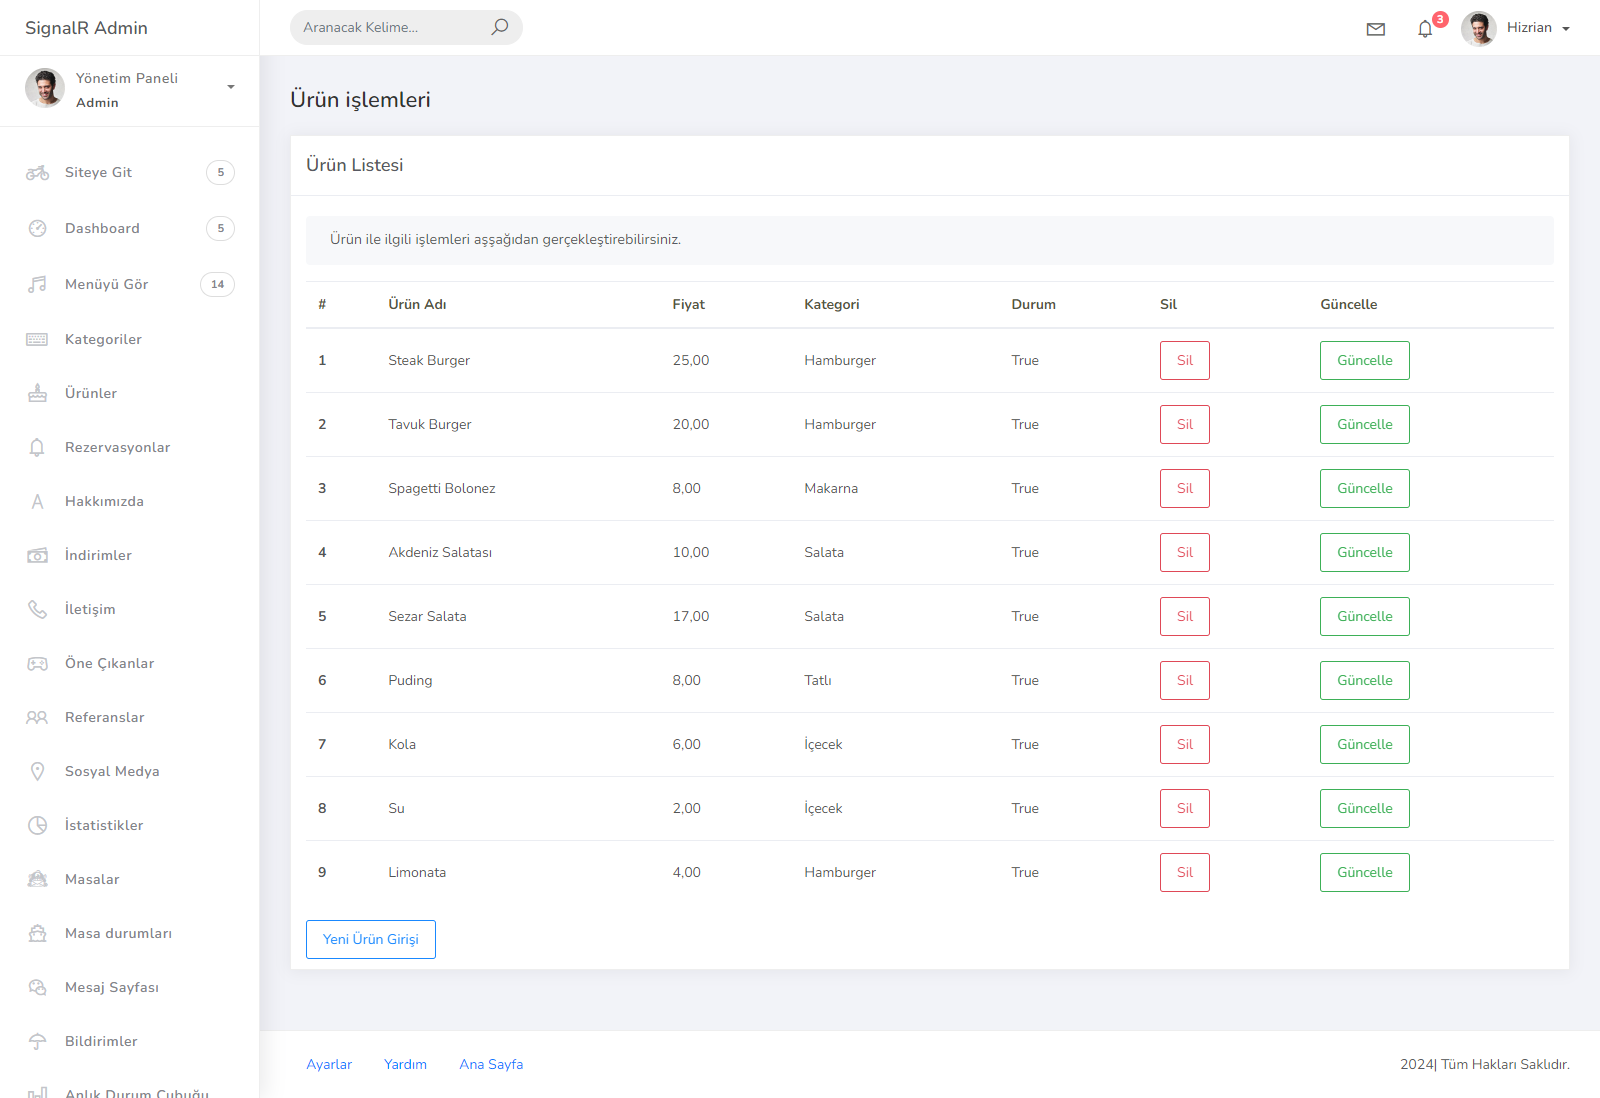 SignalR Admin
Aranacak Kelime...
3
Hizrian
Yönetim Paneli
Admin
Siteye Git 5
Dashboard 5
Menüyü Gör 14
Kategoriler
Ürünler
Rezervasyonlar
Hakkımızda
İndirimler
İletişim
Öne Çıkanlar
Referanslar
Sosyal Medya
İstatistikler
Masalar
Masa durumları
Mesaj Sayfası
Bildirimler
Anlık Durum Çubuğu
Ürün işlemleri
Ürün Listesi
Ürün ile ilgili işlemleri aşşağıdan gerçekleştirebilirsiniz.
# Ürün Adı Fiyat Kategori Durum Sil Güncelle
1 Steak Burger 25,00 Hamburger True Sil Güncelle
2 Tavuk Burger 20,00 Hamburger True Sil Güncelle
3 Spagetti Bolonez 8,00 Makarna True Sil Güncelle
4 Akdeniz Salatası 10,00 Salata True Sil Güncelle
5 Sezar Salata 17,00 Salata True Sil Güncelle
6 Puding 8,00 Tatlı True Sil Güncelle
7 Kola 6,00 İçecek True Sil Güncelle
8 Su 2,00 İçecek True Sil Güncelle
9 Limonata 4,00 Hamburger True Sil Güncelle
Yeni Ürün Girişi
Ayarlar Yardım Ana Sayfa
2024| Tüm Hakları Saklıdır.